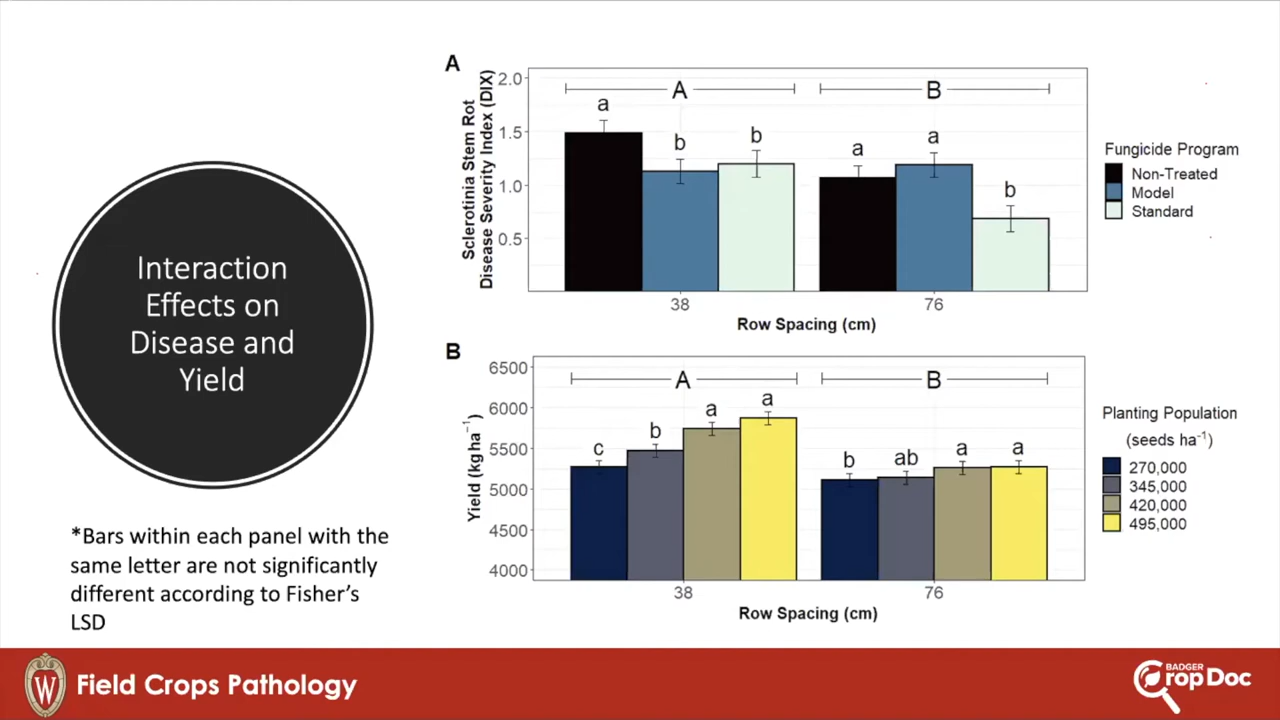 Interaction
Effects on
Disease and
Yield
*Bars within each panel with the
same letter are not significantly
different according to Fisher's
LSD
A
Sclerotinia Stem Rot
Disease Severity Index (DIX)
2.0
1.5
1.0
0.5
A
B
a
b
b
a
a
b
38
76
Row Spacing (cm)
Fungicide Program
Non-Treated
Model
Standard
B
Yield (kg ha⁻¹)
6500
6000
5500
5000
4500
4000
A
B
c
b
a
a
b
ab
a
a
38
76
Row Spacing (cm)
Planting Population
(seeds ha⁻¹)
270,000
345,000
420,000
495,000
W
Field Crops Pathology
BADGER
Crop Doc